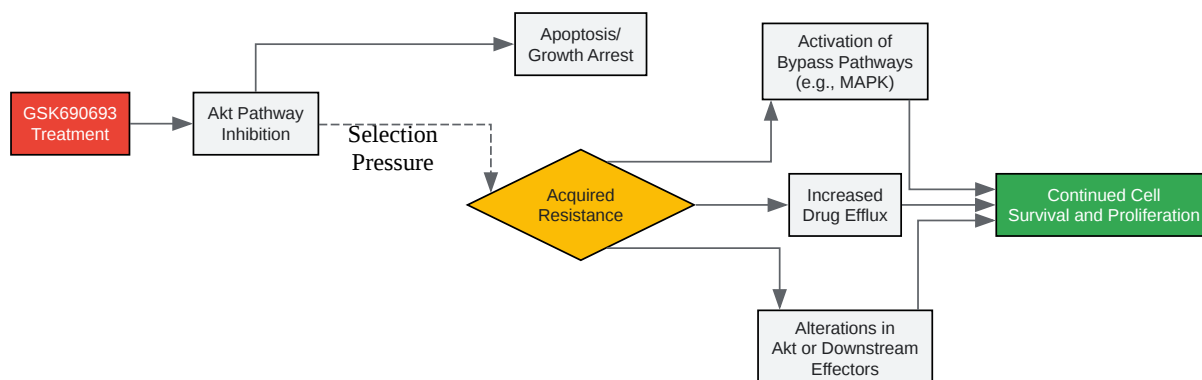 GSK690693
Treatment
Akt Pathway
Inhibition
Apoptosis/
Growth Arrest
Selection
Pressure
Acquired
Resistance
Activation of
Bypass Pathways
(e.g., MAPK)
Increased
Drug Efflux
Alterations in
Akt or Downstream
Effectors
Continued Cell
Survival and Proliferation